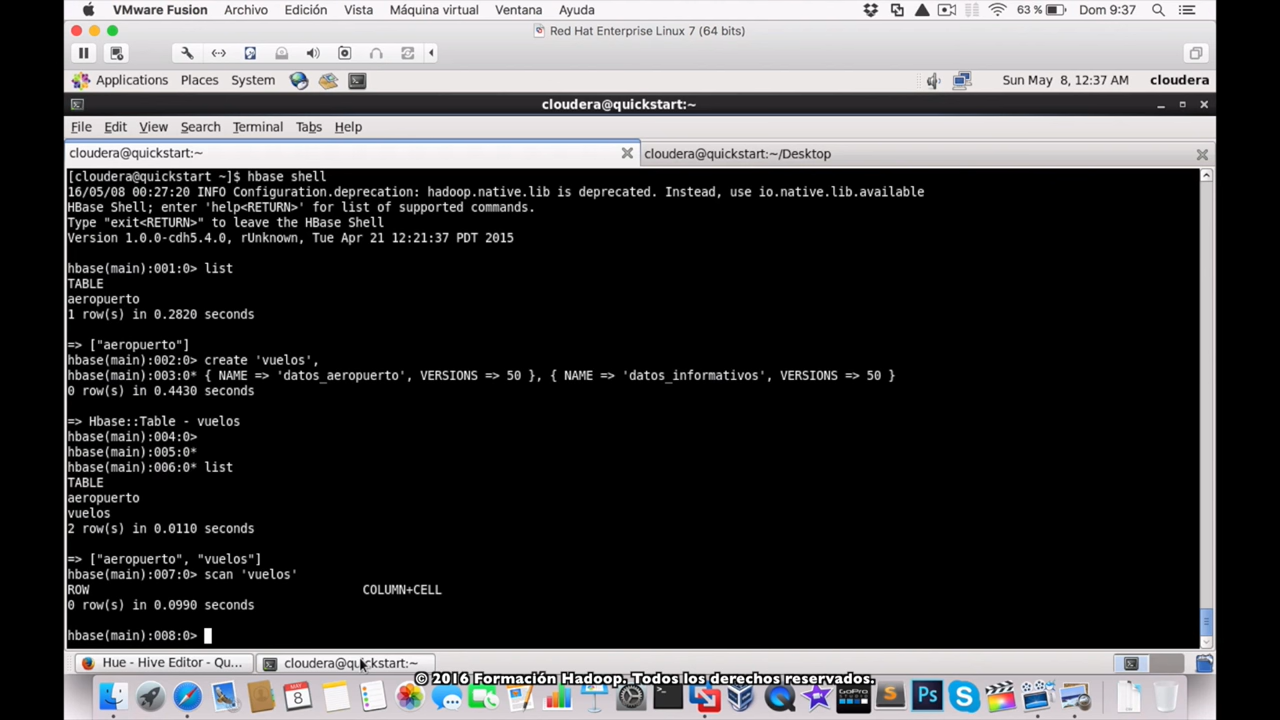 VMware Fusion Archivo Edición Vista Máquina virtual Ventana Ayuda 63 % Dom 9:37
Red Hat Enterprise Linux 7 (64 bits)
Applications Places System Sun May 8, 12:37 AM cloudera
cloudera@quickstart:~
File Edit View Search Terminal Tabs Help
cloudera@quickstart:~ cloudera@quickstart:~/Desktop
[cloudera@quickstart ~]$ hbase shell
16/05/08 00:27:20 INFO Configuration.deprecation: hadoop.native.lib is deprecated. Instead, use io.native.lib.available
HBase Shell; enter 'help<RETURN>' for list of supported commands.
Type "exit<RETURN>" to leave the HBase Shell
Version 1.0.0-cdh5.4.0, rUnknown, Tue Apr 21 12:21:37 PDT 2015
hbase(main):001:0> list
TABLE
aeropuerto
1 row(s) in 0.2820 seconds
=> ["aeropuerto"]
hbase(main):002:0> create 'vuelos',
hbase(main):003:0* { NAME => 'datos_aeropuerto', VERSIONS => 50 }, { NAME => 'datos_informativos', VERSIONS => 50 }
0 row(s) in 0.4430 seconds
=> Hbase::Table - vuelos
hbase(main):004:0>
hbase(main):005:0*
hbase(main):006:0* list
TABLE
aeropuerto
vuelos
2 row(s) in 0.0110 seconds
=> ["aeropuerto", "vuelos"]
hbase(main):007:0> scan 'vuelos'
ROW COLUMN+CELL
0 row(s) in 0.0990 seconds
hbase(main):008:0>
Hue - Hive Editor - Qu... cloudera@quickstart:~
© 2016 Formación Hadoop. Todos los derechos reservados.
8
GoPro
Ps